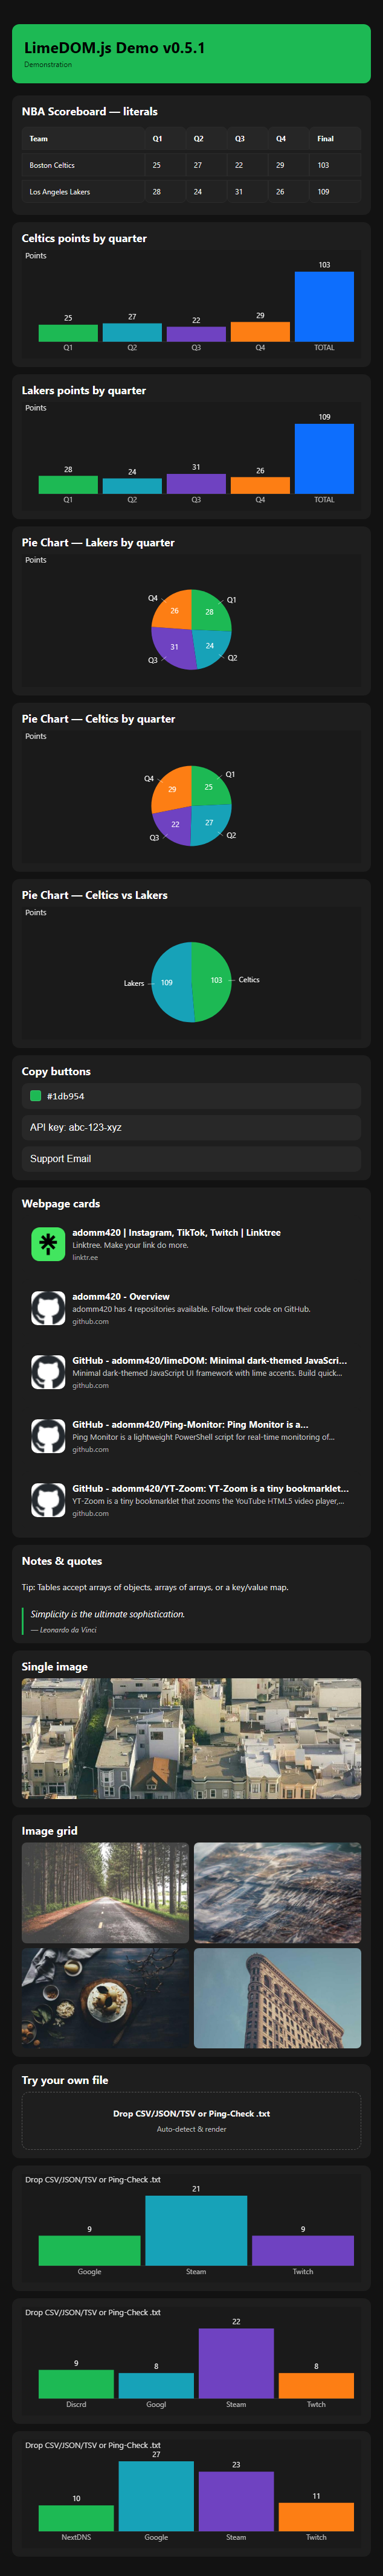 LimeDOM.js Demo v0.5.1
Demonstration
NBA Scoreboard — literals
Team Q1 Q2 Q3 Q4 Final
Boston Celtics 25 27 22 29 103
Los Angeles Lakers 28 24 31 26 109
Celtics points by quarter
Points
25 27 22 29 103
Q1 Q2 Q3 Q4 TOTAL
Lakers points by quarter
Points
28 24 31 26 109
Q1 Q2 Q3 Q4 TOTAL
Pie Chart — Lakers by quarter
Points
Q4 Q1
26 28
31 24
Q3 Q2
Pie Chart — Celtics by quarter
Points
Q4 Q1
29 25
22 27
Q3 Q2
Pie Chart — Celtics vs Lakers
Points
Lakers 109 103 Celtics
Copy buttons
#1db954
API key: abc-123-xyz
Support Email
Webpage cards
adomm420 | Instagram, TikTok, Twitch | Linktree
Linktree. Make your link do more.
linktr.ee
adomm420 - Overview
adomm420 has 4 repositories available. Follow their code on GitHub.
github.com
GitHub - adomm420/limeDOM: Minimal dark-themed JavaScri...
Minimal dark-themed JavaScript UI framework with lime accents. Build quick...
github.com
GitHub - adomm420/Ping-Monitor: Ping Monitor is a...
Ping Monitor is a lightweight PowerShell script for real-time monitoring of...
github.com
GitHub - adomm420/YT-Zoom: YT-Zoom is a tiny bookmarklet...
YT-Zoom is a tiny bookmarklet that zooms the YouTube HTML5 video player,...
github.com
Notes & quotes
Tip: Tables accept arrays of objects, arrays of arrays, or a key/value map.
Simplicity is the ultimate sophistication.
— Leonardo da Vinci
Single image
Image grid
Try your own file
Drop CSV/JSON/TSV or Ping-Check .txt
Auto-detect & render
Drop CSV/JSON/TSV or Ping-Check .txt
9 21 9
Google Steam Twitch
Drop CSV/JSON/TSV or Ping-Check .txt
9 8 22 8
Discrd Googl Steam Twtch
Drop CSV/JSON/TSV or Ping-Check .txt
10 27 23 11
NextDNS Google Steam Twitch